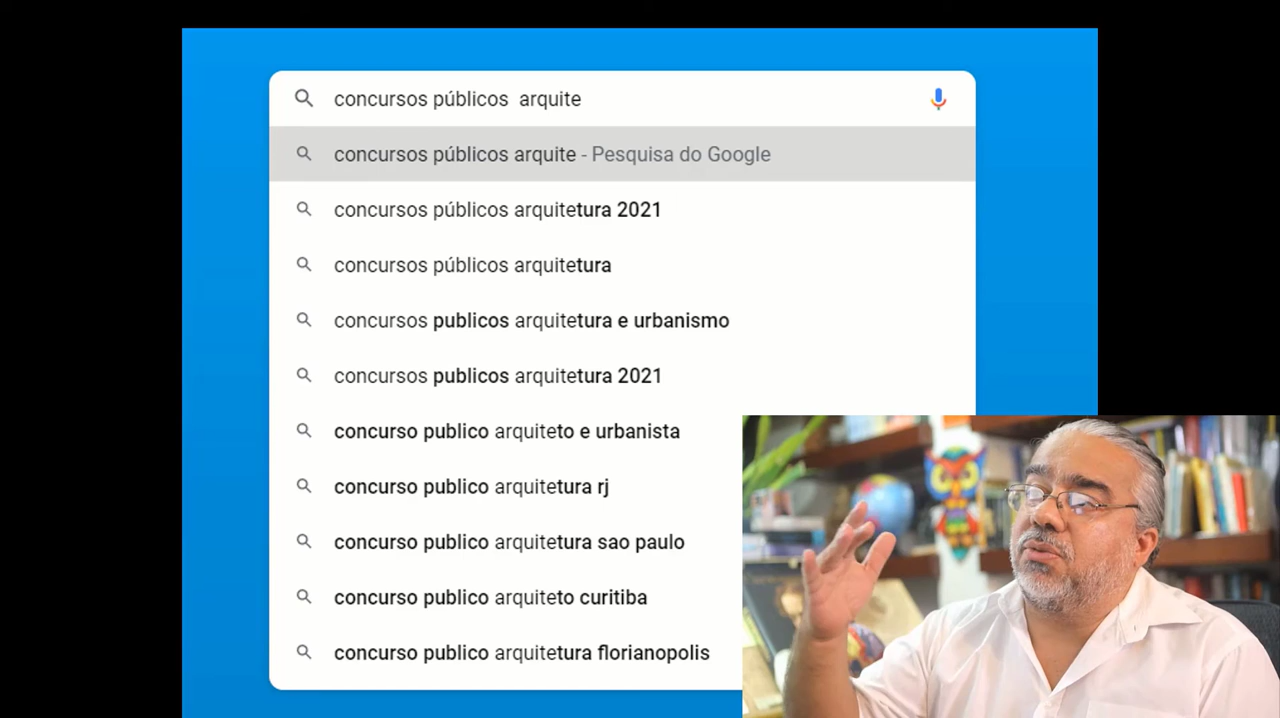 concursos públicos  arquite
concursos públicos arquite - Pesquisa do Google
concursos públicos arquitetura 2021
concursos públicos arquitetura
concursos publicos arquitetura e urbanismo
concursos publicos arquitetura 2021
concurso publico arquiteto e urbanista
concurso publico arquitetura rj
concurso publico arquitetura sao paulo
concurso publico arquiteto curitiba
concurso publico arquitetura florianopolis